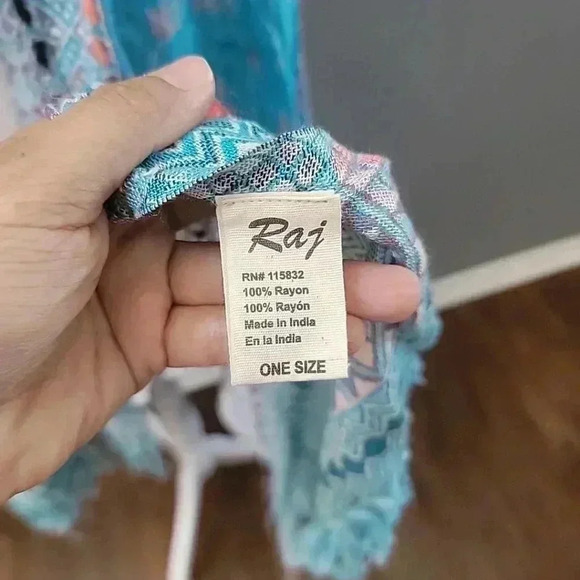 Raj
RN# 115832
100% Rayon
100% Rayón
Made in India
En la India
ONE SIZE